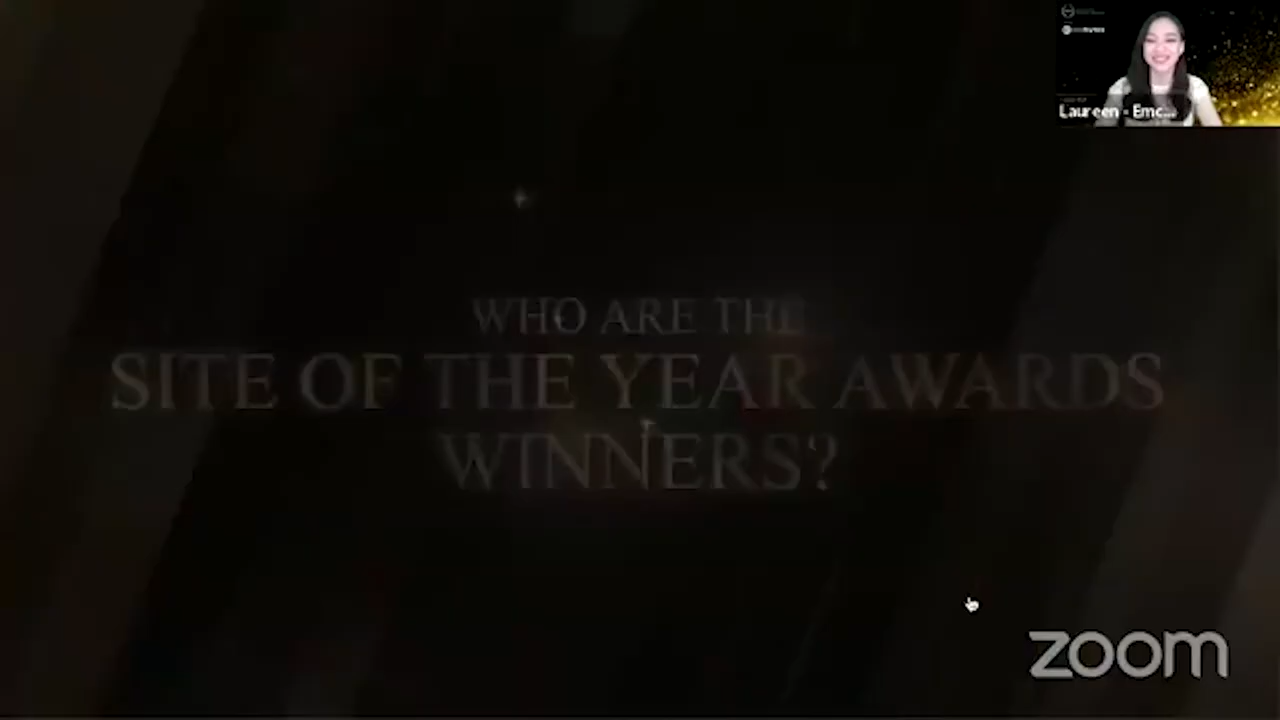 Laureen - Emc...
WHO ARE THE
SITE OF THE YEAR AWARDS
WINNERS?
zoom